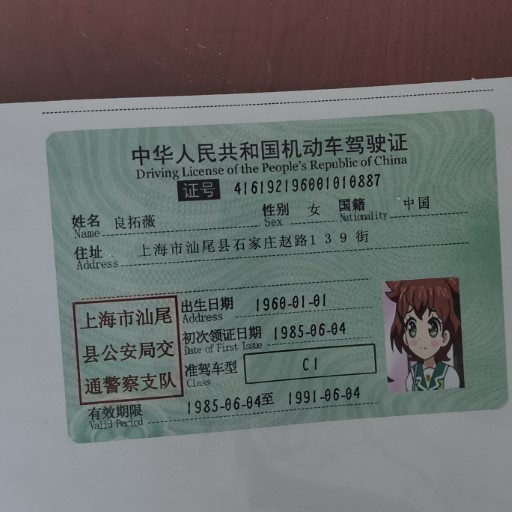 中华人民共和国机动车驾驶证
Driving License of the People's Republic of China
证号 416192196001010887
姓名 良拓薇 性别 女 国籍 中国
Name Sex Nationality
住址 上海市汕尾县石家庄赵路139街
Address
出生日期 1960-01-01
Address
初次领证日期 1985-06-04
Date of First Issue
准驾车型 C1
Class
上海市汕尾
县公安局交
通警察支队
有效期限 1985-06-04至 1991-06-04
Valid Period